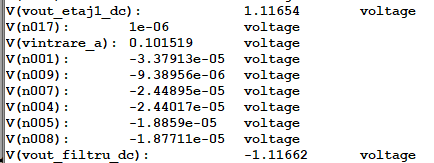 V(vout_etaj1_dc): 1.11654 voltage
V(n017): 1e-06 voltage
V(vintrare_a): 0.101519 voltage
V(n001): -3.37913e-05 voltage
V(n009): -9.38956e-06 voltage
V(n007): -2.44895e-05 voltage
V(n004): -2.44017e-05 voltage
V(n005): -1.8859e-05 voltage
V(n008): -1.87711e-05 voltage
V(vout_filtru_dc): -1.11662 voltage